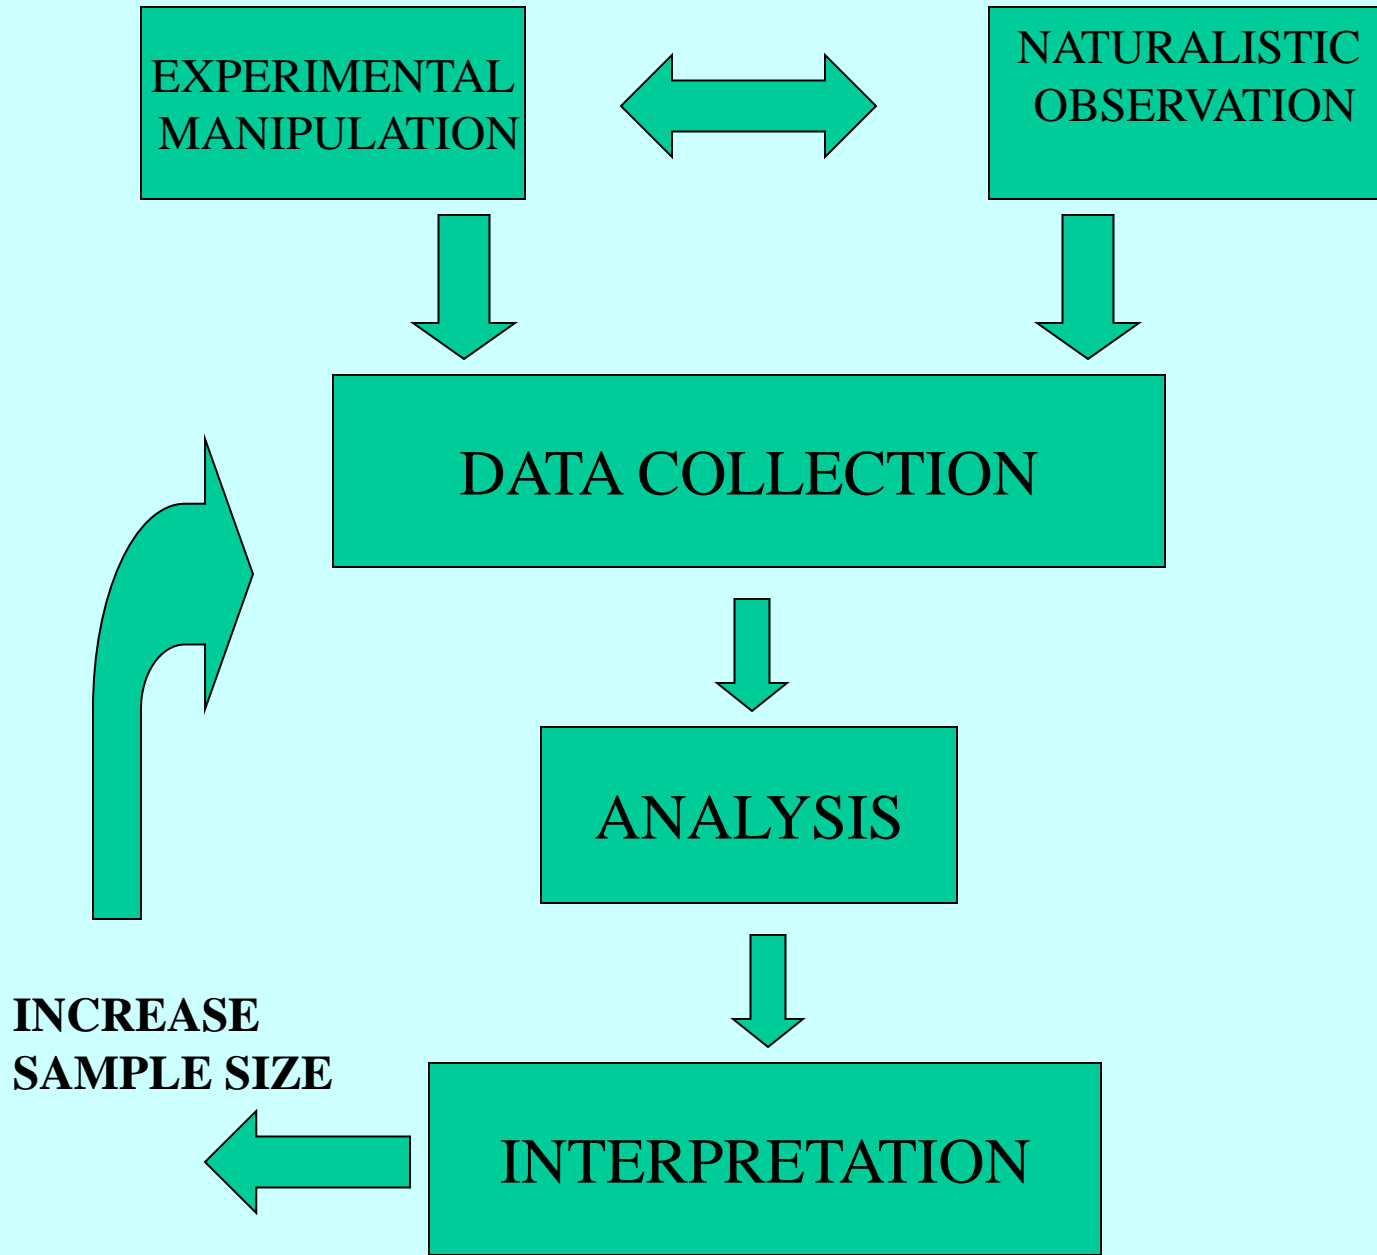 EXPERIMENTAL
MANIPULATION
NATURALISTIC
OBSERVATION
DATA COLLECTION
ANALYSIS
INCREASE
SAMPLE SIZE
INTERPRETATION